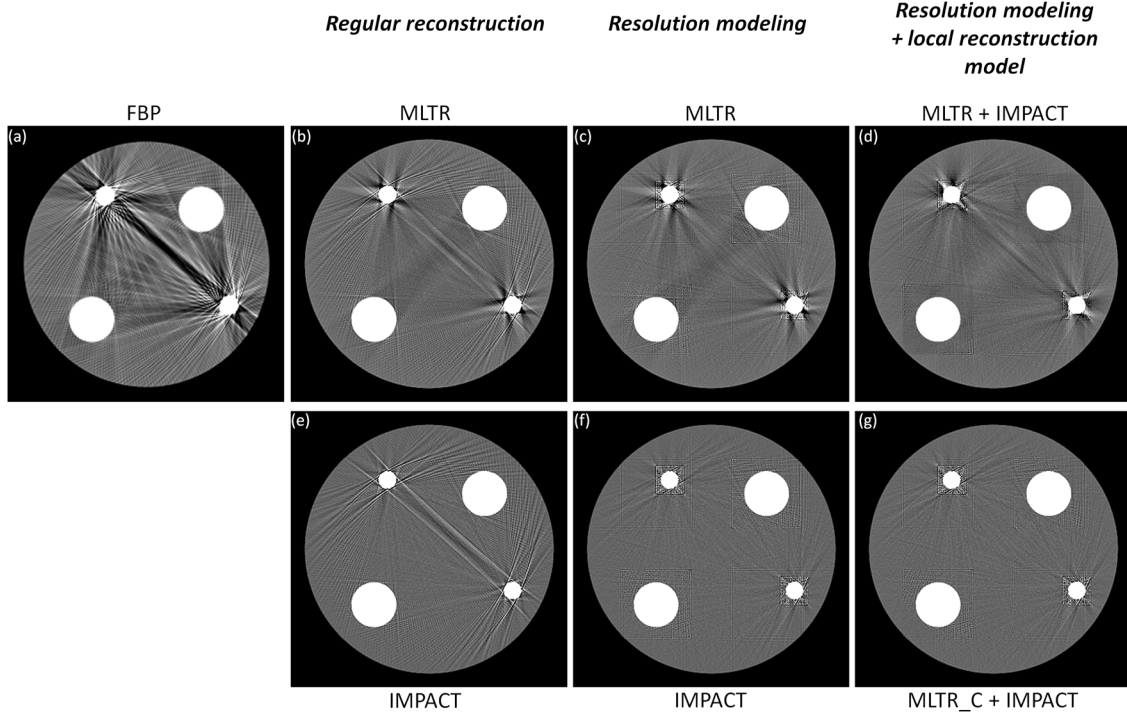 Regular reconstruction
Resolution modeling
Resolution modeling
+ local reconstruction
model
FBP
MLTR
MLTR
MLTR + IMPACT
(a)
(b)
(c)
(d)
(e)
(f)
(g)
IMPACT
IMPACT
MLTR_C + IMPACT